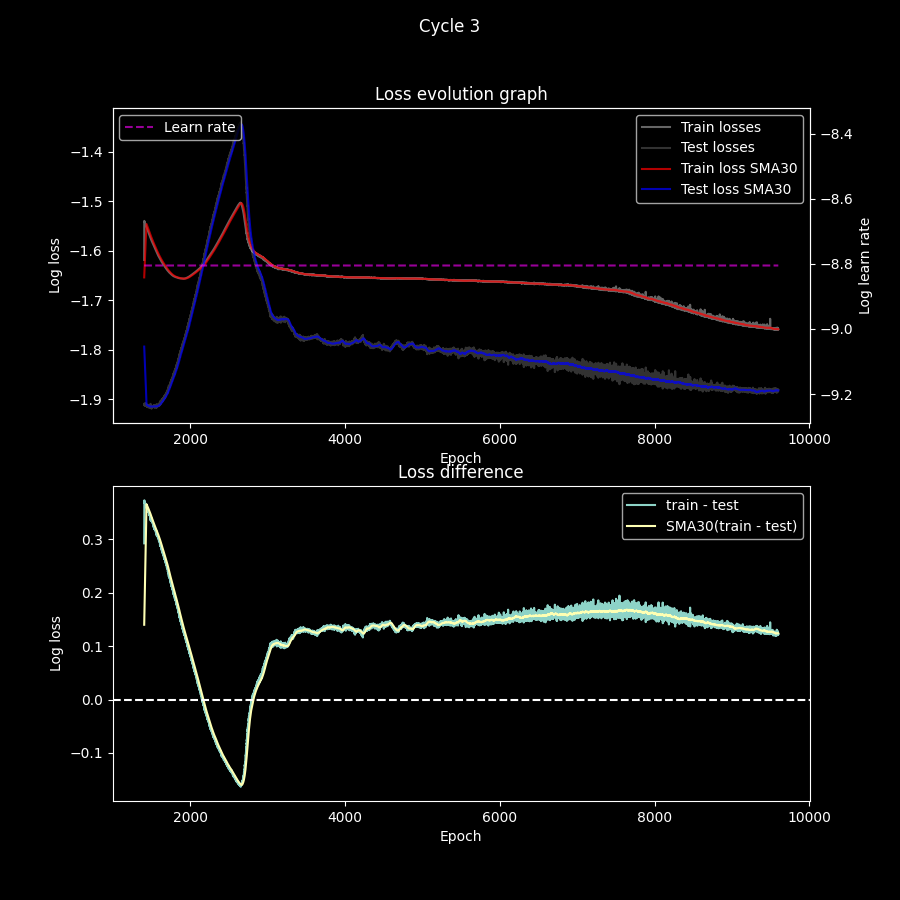 Cycle 3
Loss evolution graph
Learn rate
Train losses
Test losses
Train loss SMA30
Test loss SMA30
−1.4
−1.5
−1.6
−1.7
−1.8
−1.9
Log loss
−8.4
−8.6
−8.8
−9.0
−9.2
Log learn rate
2000 4000 6000 8000 10000
Epoch
Loss difference
train - test
SMA30(train - test)
0.3
0.2
0.1
0.0
−0.1
Log loss
2000 4000 6000 8000 10000
Epoch